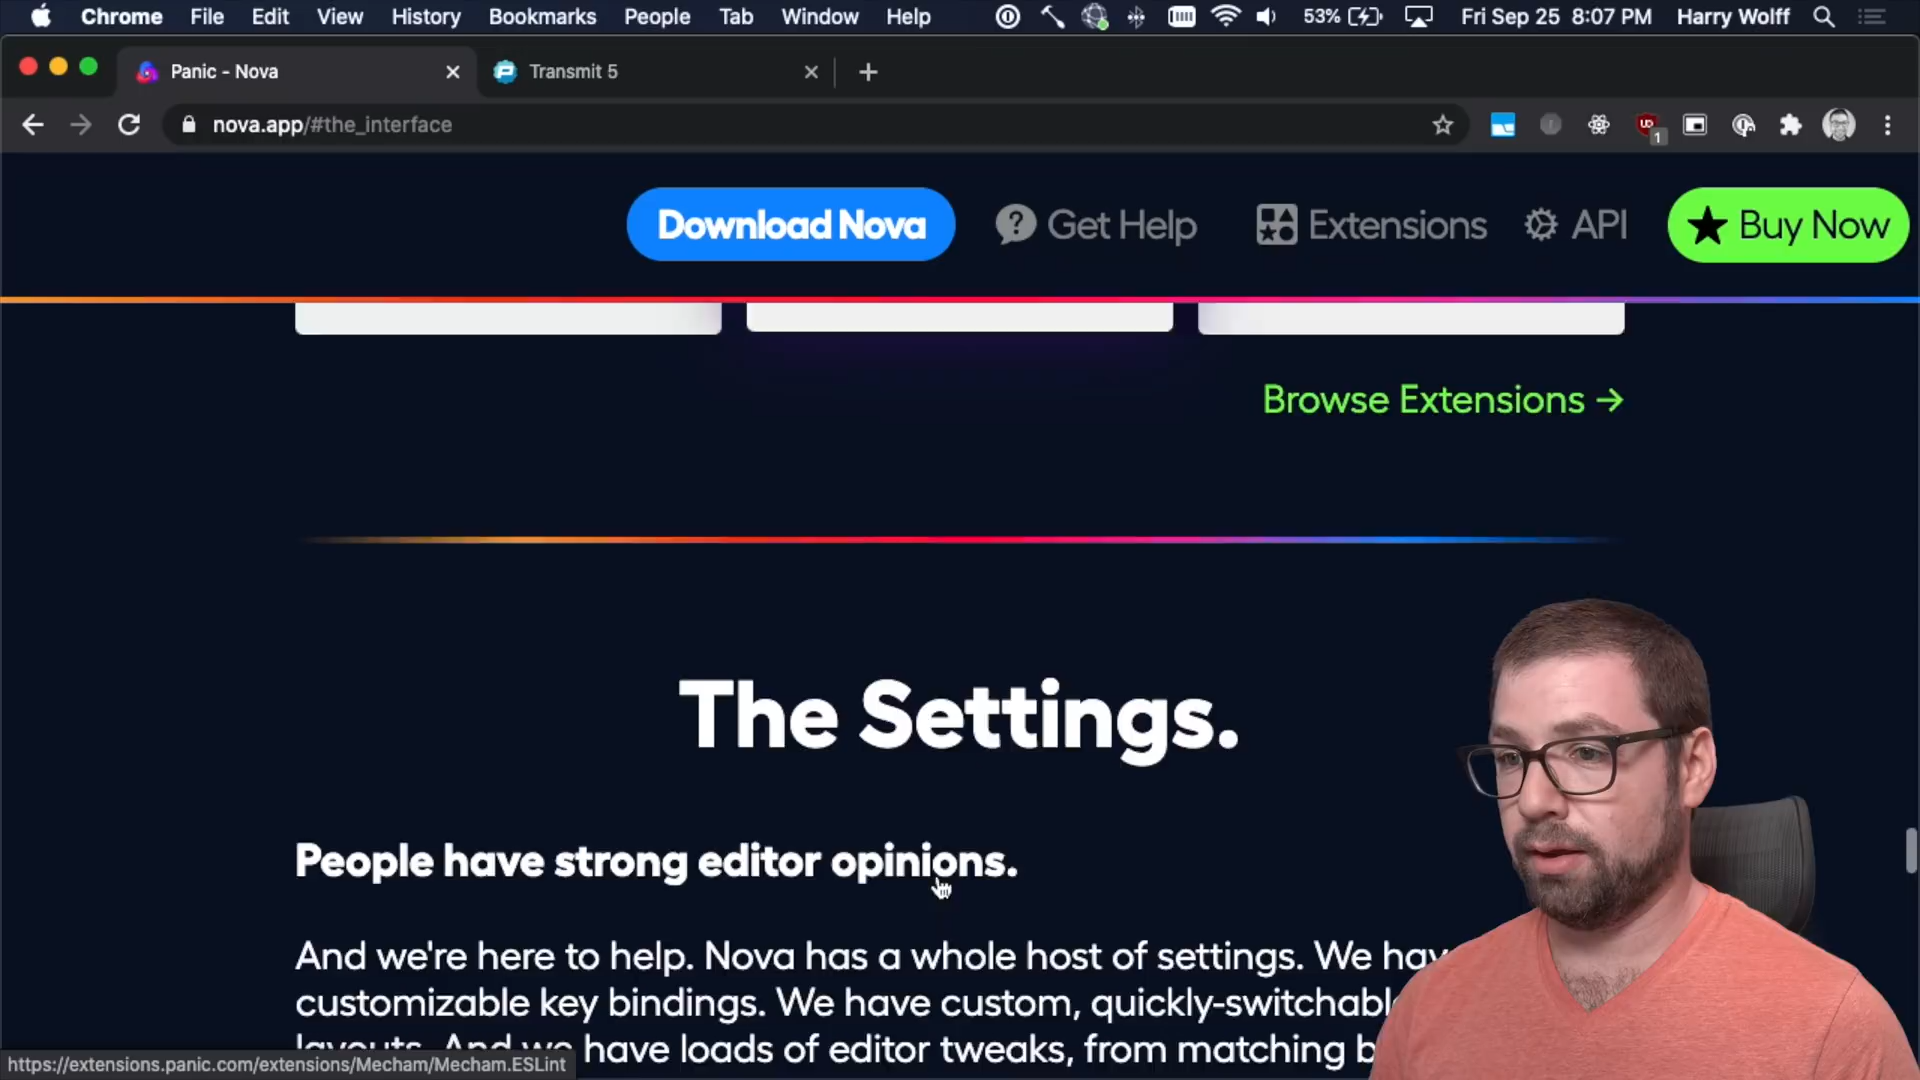 Chrome File Edit View History Bookmarks People Tab Window Help 53% Fri Sep 25 8:07 PM Harry Wolff
Panic - Nova Transmit 5
nova.app/#the_interface 1
Download Nova Get Help Extensions API Buy Now
Browse Extensions →
The Settings.
People have strong editor opinions.
And we're here to help. Nova has a whole host of settings. We hav
customizable key bindings. We have custom, quickly-switchabl
layouts. And we have loads of editor tweaks, from matching b
https://extensions.panic.com/extensions/Mecham/Mecham.ESLint